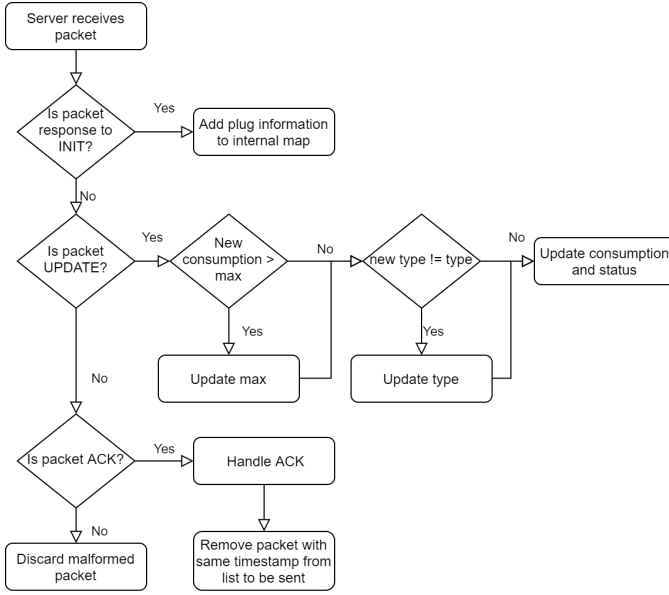 Server receives
packet
Is packet
response to
INIT?
Yes
Add plug information
to internal map
No
Is packet
UPDATE?
Yes
New
consumption >
max
No
new type != type
No
Update consumption
and status
Yes
Update max
Yes
Update type
No
Is packet ACK?
Yes
Handle ACK
No
Discard malformed
packet
Remove packet with
same timestamp from
list to be sent